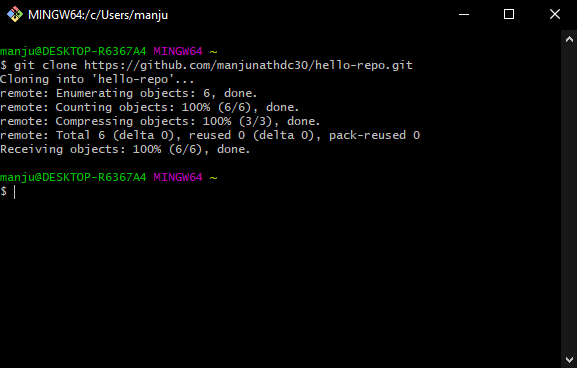 MINGW64:/c/Users/manju
manju@DESKTOP-R6367A4 MINGW64 ~
$ git clone https://github.com/manjunathdc30/hello-repo.git
Cloning into 'hello-repo'...
remote: Enumerating objects: 6, done.
remote: Counting objects: 100% (6/6), done.
remote: Compressing objects: 100% (3/3), done.
remote: Total 6 (delta 0), reused 0 (delta 0), pack-reused 0
Receiving objects: 100% (6/6), done.
manju@DESKTOP-R6367A4 MINGW64 ~
$